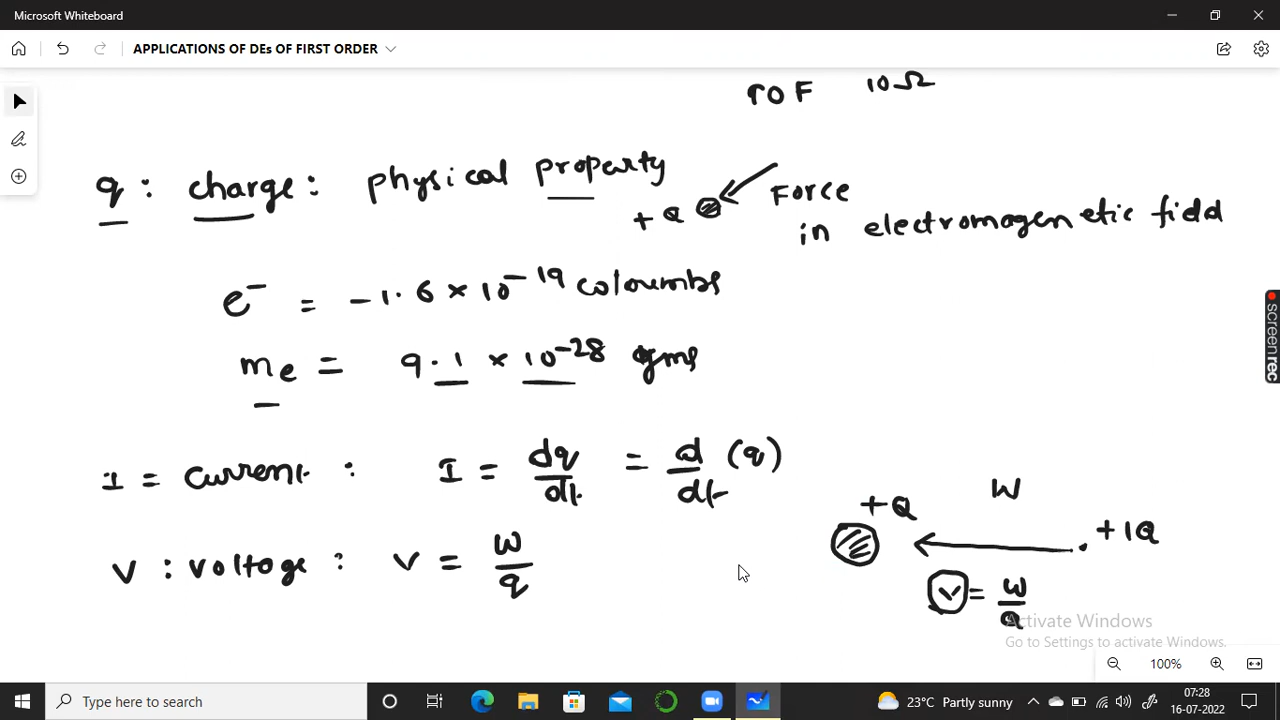 Microsoft Whiteboard
APPLICATIONS OF DEs OF FIRST ORDER
10F 10Ω
q : charge : physical property
+Q Force
in electromagenetic field
e⁻ = -1.6 × 10⁻¹⁹ coloumbs
mₑ = 9.1 × 10⁻²⁸ gms
I = Current : I = dq/dt = d/dt (q)
W
+Q +1Q
V : voltage : V = W/q
V = W/Q
Activate Windows
Go to Settings to activate Windows.
screenrec
100%
Type here to search
23°C Partly sunny
07:28
16-07-2022